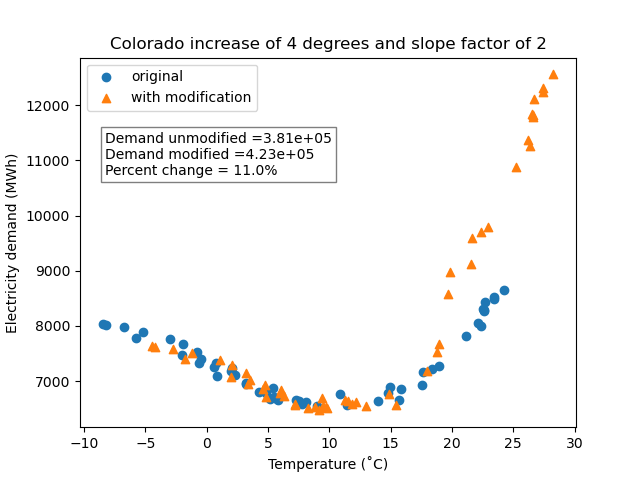 Colorado increase of 4 degrees and slope factor of 2
original
with modification
Demand unmodified =3.81e+05
Demand modified =4.23e+05
Percent change = 11.0%
Electricity demand (MWh)
12000
11000
10000
9000
8000
7000
−10 −5 0 5 10 15 20 25 30
Temperature (˚C)